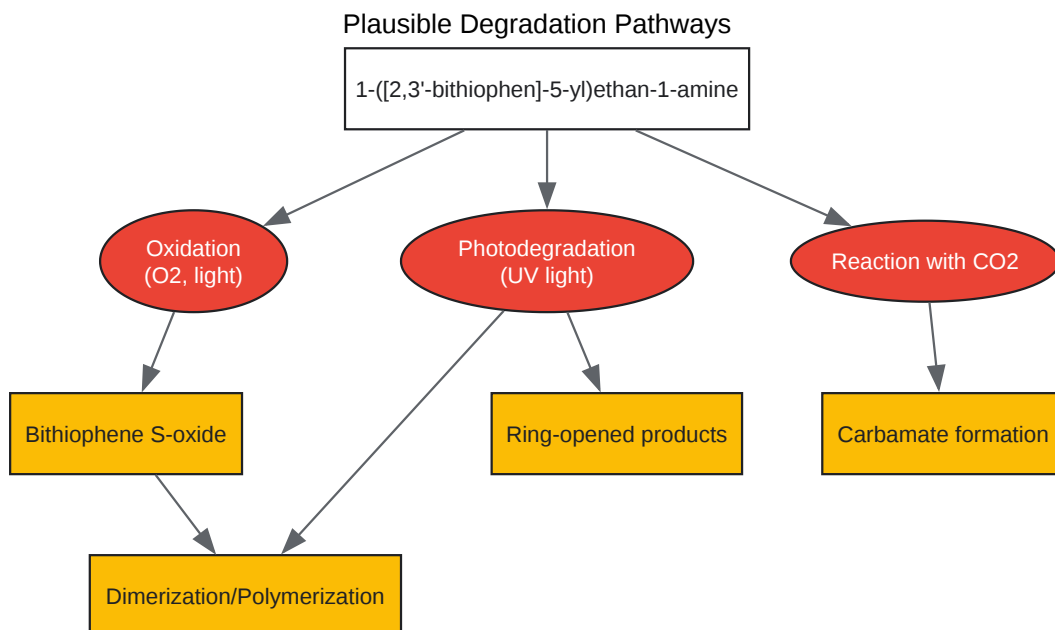 Plausible Degradation Pathways
1-([2,3'-bithiophen]-5-yl)ethan-1-amine
Oxidation
(O2, light)
Photodegradation
(UV light)
Reaction with CO2
Bithiophene S-oxide
Ring-opened products
Carbamate formation
Dimerization/Polymerization